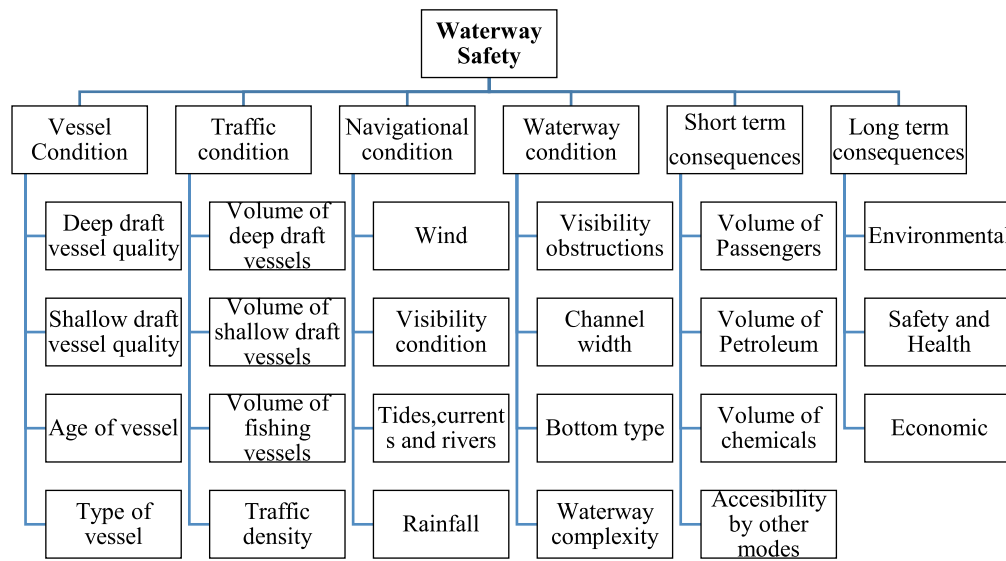 Waterway
Safety
Vessel
Condition
Traffic
condition
Navigational
condition
Waterway
condition
Short term
consequences
Long term
consequences
Deep draft
vessel quality
Volume of
deep draft
vessels
Wind
Visibility
obstructions
Volume of
Passengers
Environmental
Shallow draft
vessel quality
Volume of
shallow draft
vessels
Visibility
condition
Channel
width
Volume of
Petroleum
Safety and
Health
Age of vessel
Volume of
fishing
vessels
Tides,current
s and rivers
Bottom type
Volume of
chemicals
Economic
Type of
vessel
Traffic
density
Rainfall
Waterway
complexity
Accesibility
by other
modes